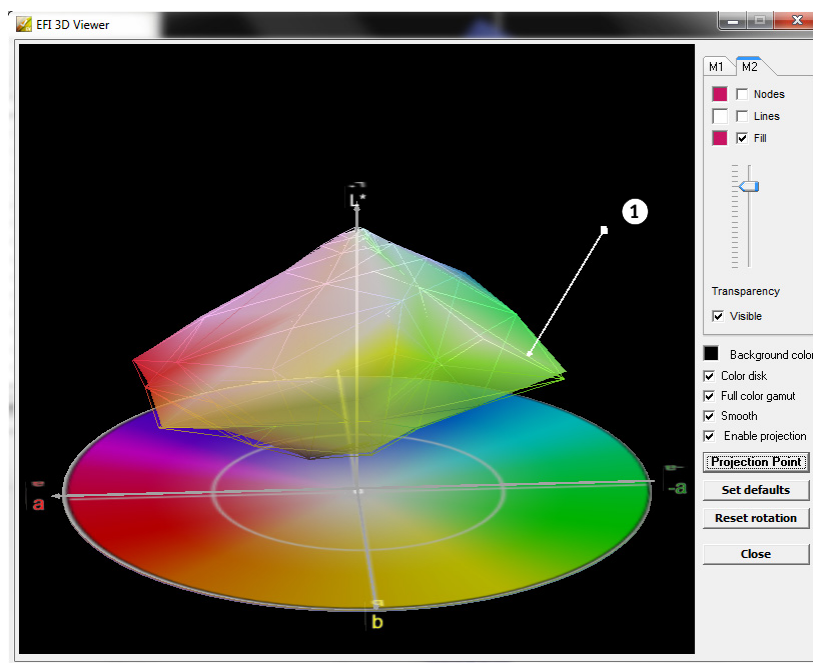 EFI 3D Viewer
M1 M2
Nodes
Lines
Fill
L*
1
Transparency
Visible
Background color
Color disk
Full color gamut
Smooth
Enable projection
Projection Point
a
-a
Set defaults
Reset rotation
Close
b